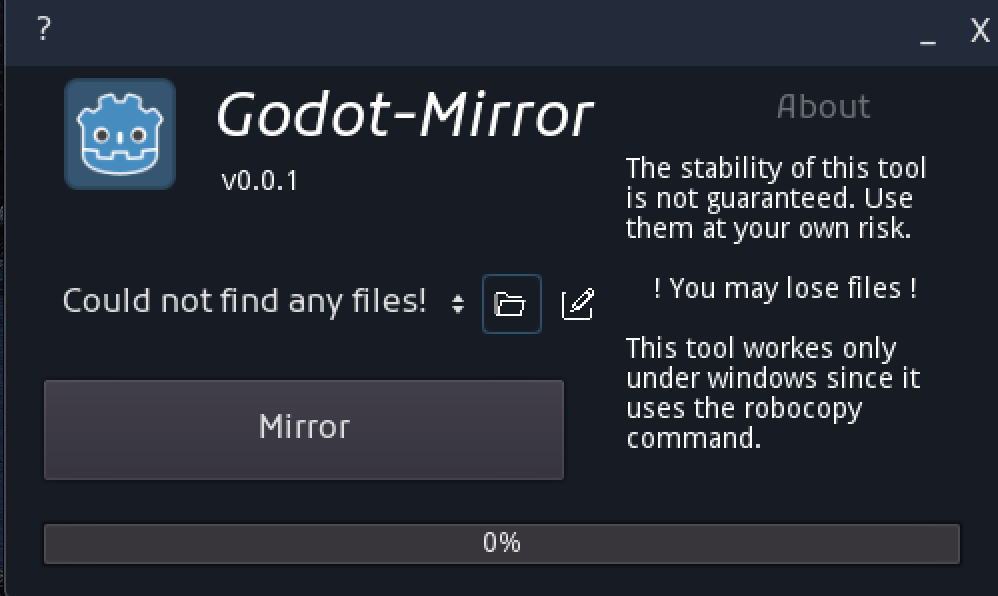 ?
_
X
Godot-Mirror
v0.0.1
Could not find any files!
Mirror
0%
About
The stability of this tool
is not guaranteed. Use
them at your own risk.
! You may lose files !
This tool workes only
under windows since it
uses the robocopy
command.